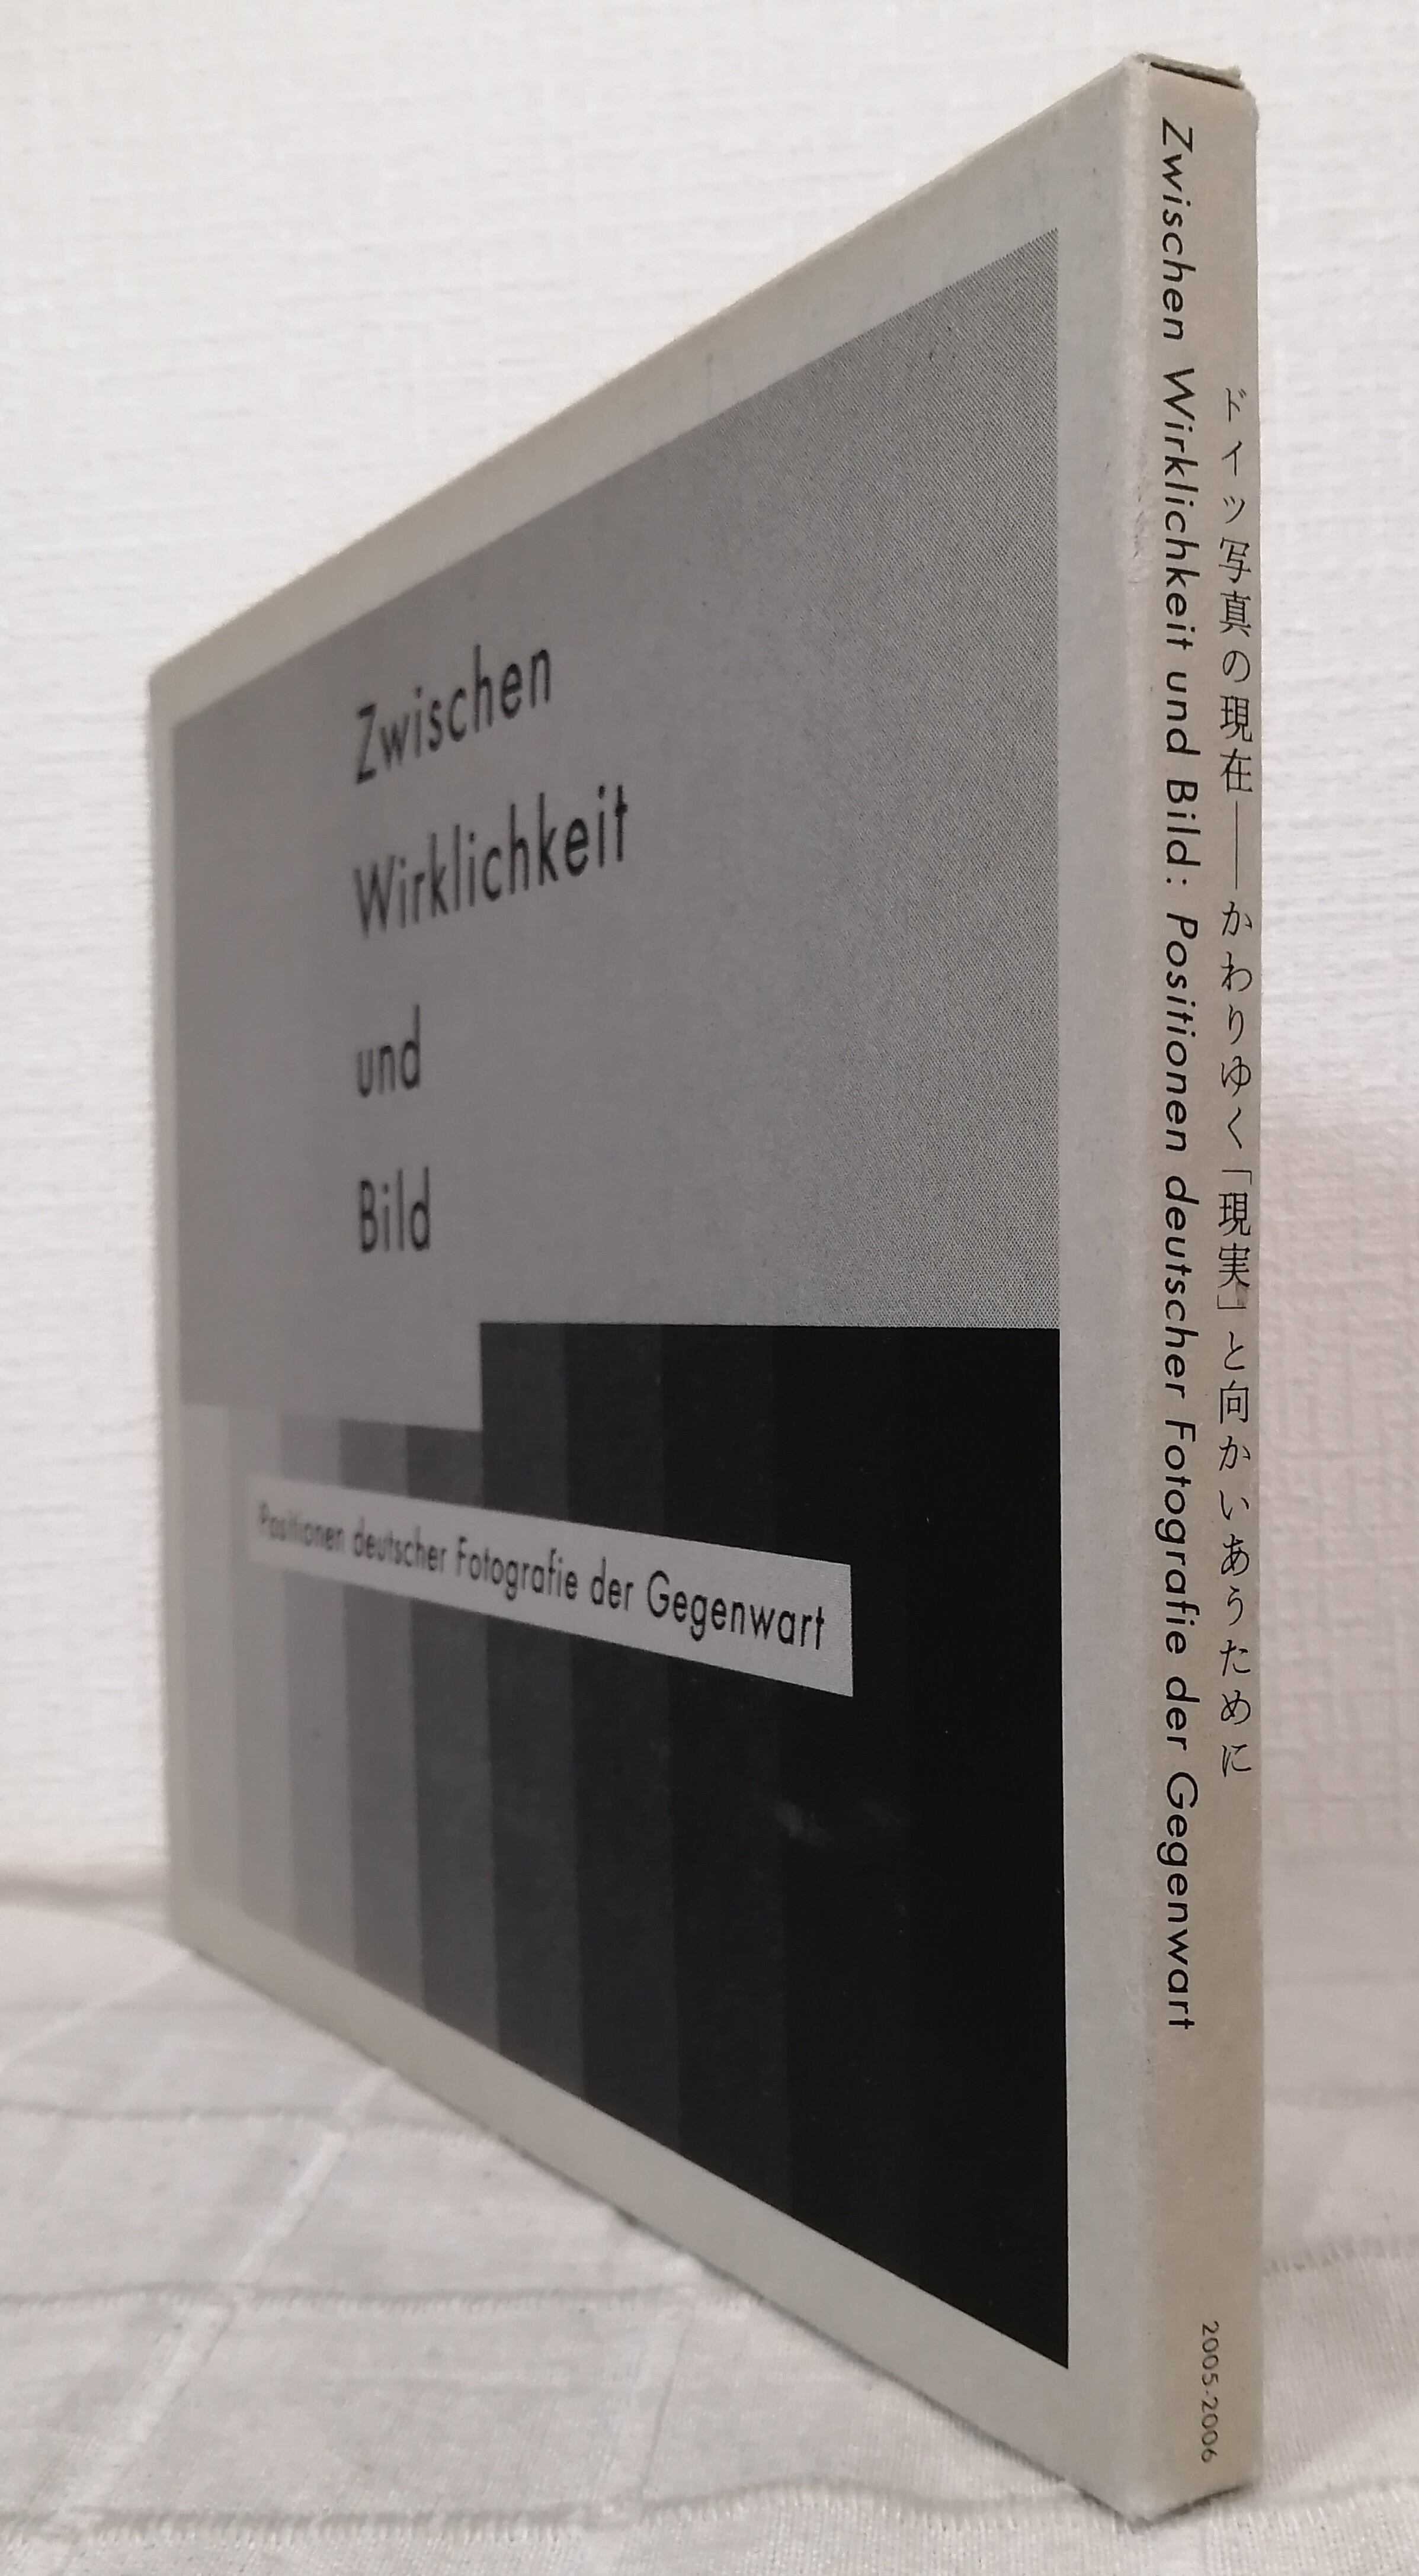 Zwischen
Wirklichkeit
und
Bild
Positionen deutscher Fotografie der Gegenwart
Zwischen Wirklichkeit und Bild: Positionen deutscher Fotografie der Gegenwart
ドイツ写真の現在――かわりゆく「現実」と向かいあうために
2005-2006